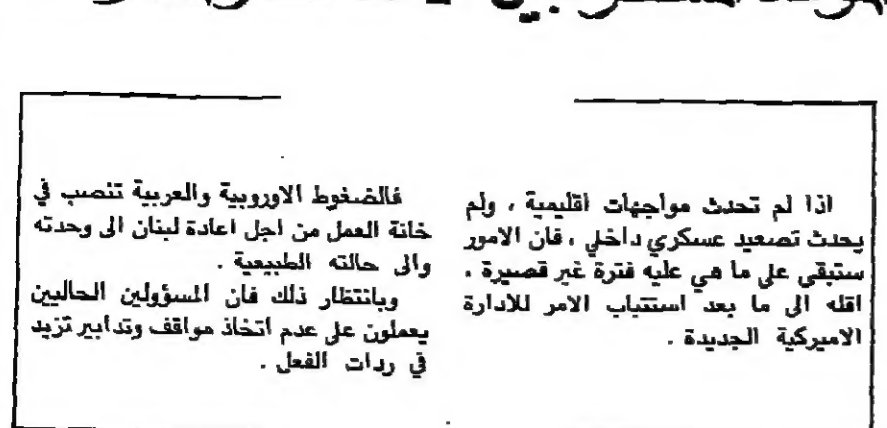 اذا لم تحدث مواجهات اقليمية ، ولم
يحدث تصعيد عسكري داخلي ، فان الامور
ستبقى على ما هي عليه فترة غير قصيرة .
اقله الى ما بعد استتباب الامر للادارة
الاميركية الجديدة .
فالضغوط الاوروبية والعربية تنصب في
خانة العمل من اجل اعادة لبنان الى وحدته
والى حالته الطبيعية .
وبانتظار ذلك فان المسؤولين الحاليين
يعملون على عدم اتخاذ مواقف وتدابير تزيد
في ردات الفعل .